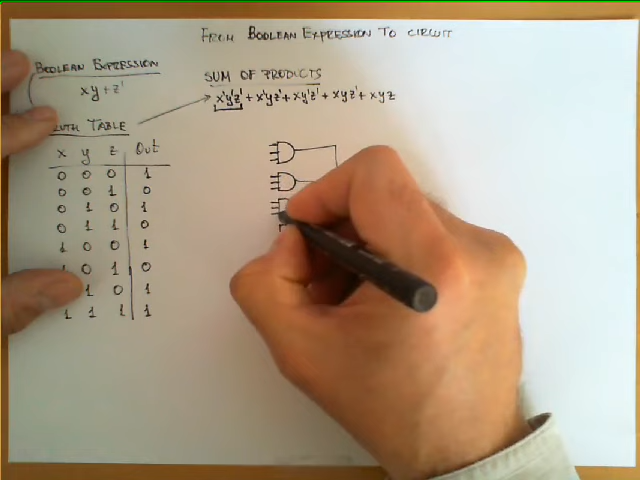 FROM BOOLEAN EXPRESSION TO CIRCUIT
BOOLEAN EXPRESSION
xy+z'
SUM OF PRODUCTS
x'y'z'+x'yz'+xy'z'+xyz'+xyz
TABLE
x y z Out
0 0 0 1
0 0 1 0
0 1 0 1
0 1 1 0
1 0 0 1
1 0 1 0
1 0 1
1 1 1 1